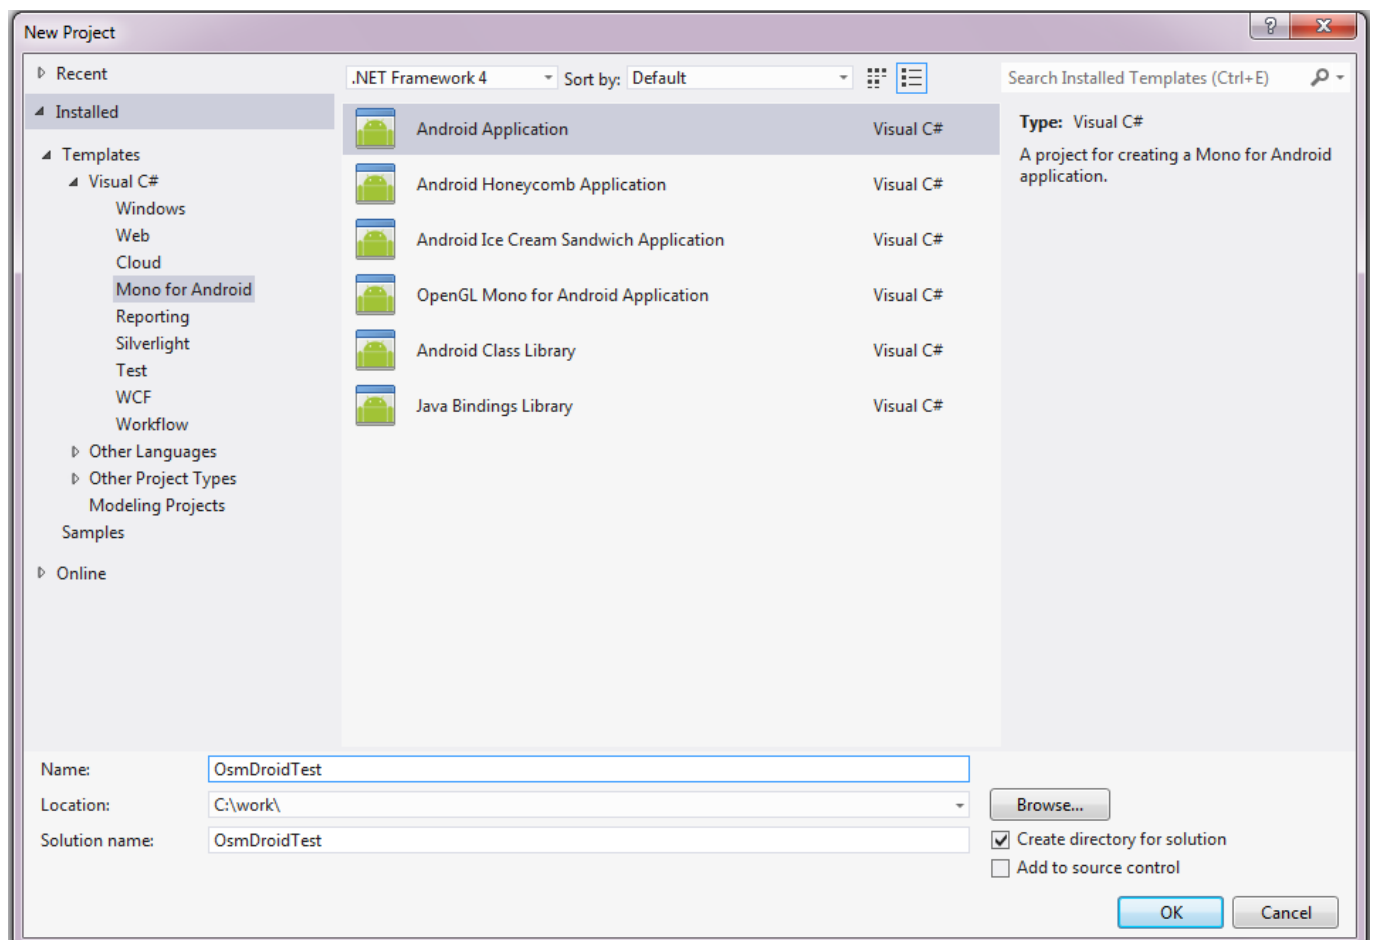 New Project
Recent
Installed
Templates
Visual C#
Windows
Web
Cloud
Mono for Android
Reporting
Silverlight
Test
WCF
Workflow
Other Languages
Other Project Types
Modeling Projects
Samples
Online
.NET Framework 4 Sort by: Default
Android Application Visual C#
Android Honeycomb Application Visual C#
Android Ice Cream Sandwich Application Visual C#
OpenGL Mono for Android Application Visual C#
Android Class Library Visual C#
Java Bindings Library Visual C#
Search Installed Templates (Ctrl+E)
Type: Visual C#
A project for creating a Mono for Android
application.
Name: OsmDroidTest
Location: C:\work\ Browse...
Solution name: OsmDroidTest
Create directory for solution
Add to source control
OK Cancel